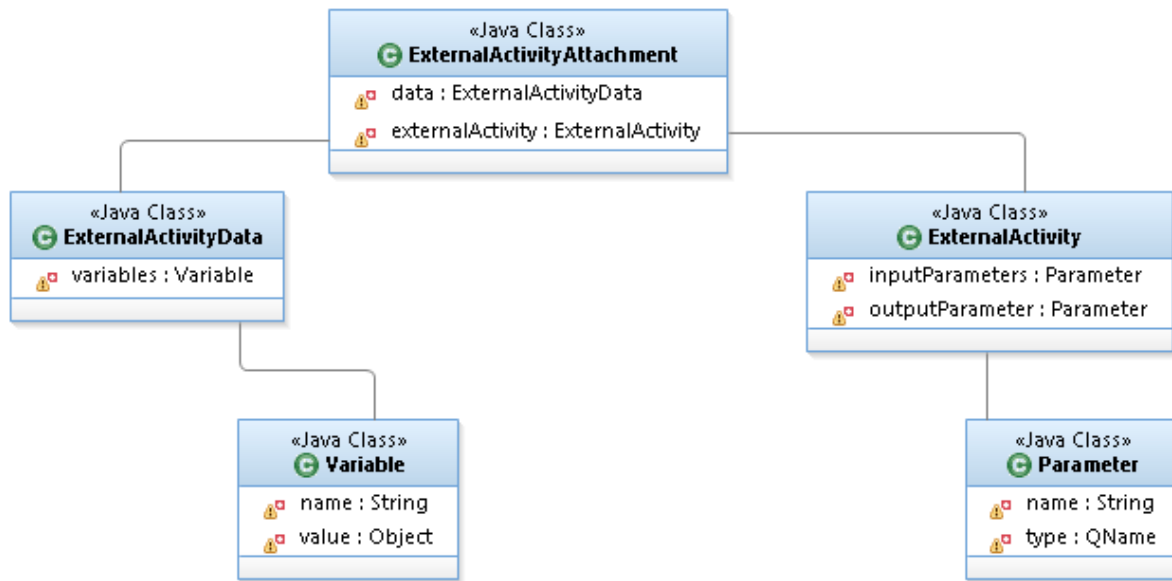 «Java Class»
ExternalActivityAttachment
data : ExternalActivityData
externalActivity : ExternalActivity
«Java Class»
ExternalActivityData
variables : Variable
«Java Class»
ExternalActivity
inputParameters : Parameter
outputParameter : Parameter
«Java Class»
Variable
name : String
value : Object
«Java Class»
Parameter
name : String
type : QName